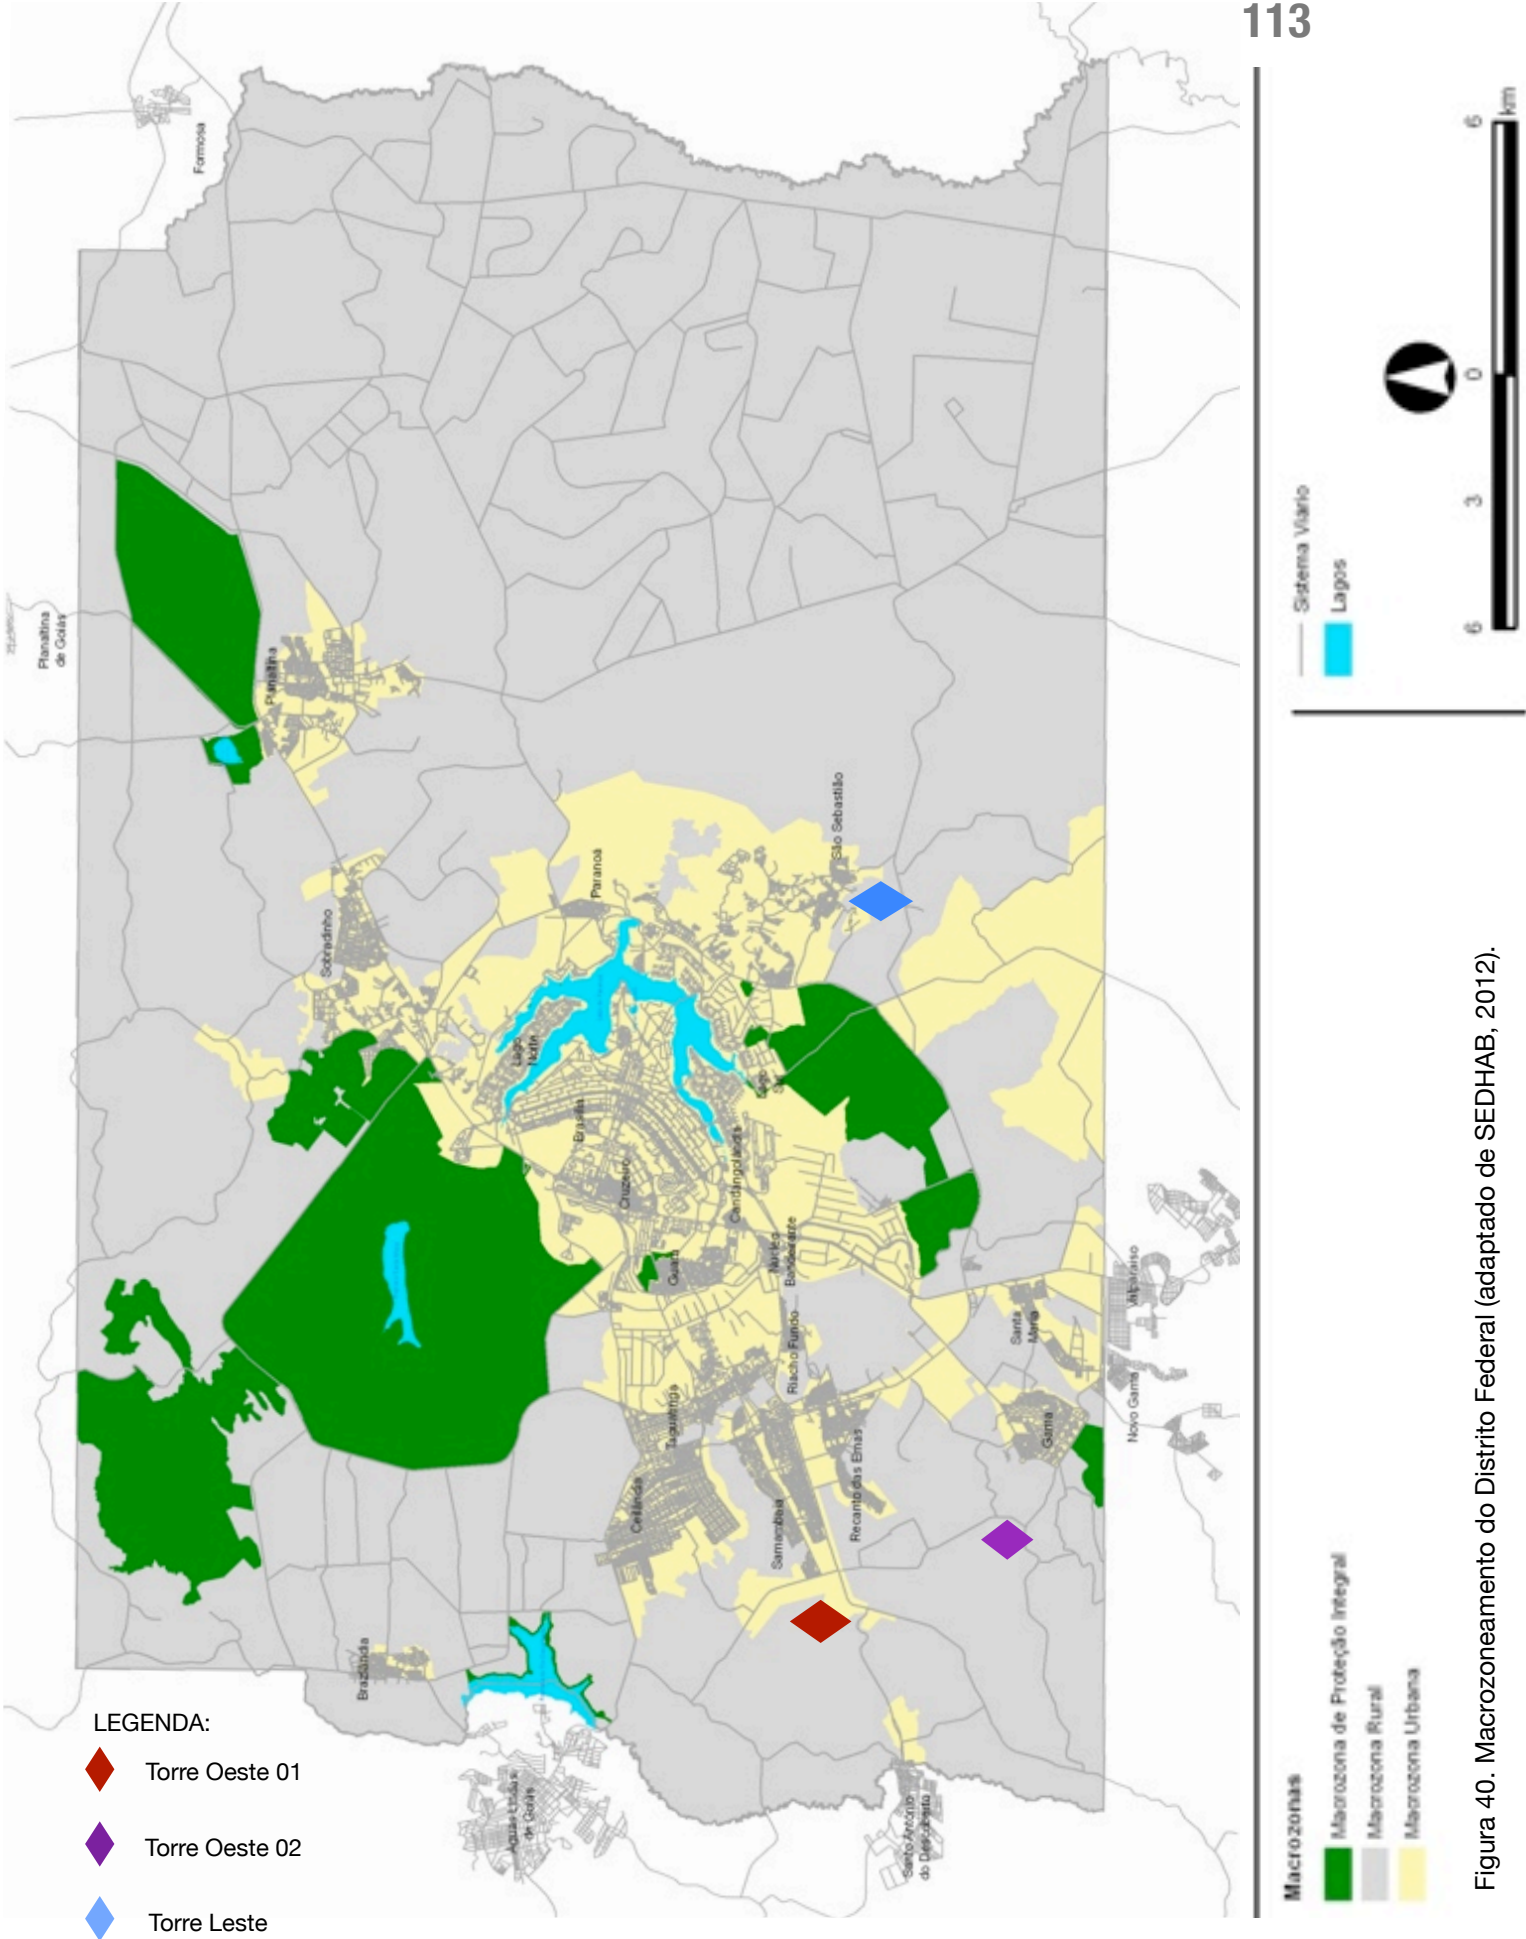 113
Formosa
Planaltina
de Goiás
Planaltina
Sobradinho
Paranoá
São Sebastião
Lago
Norte
Brasília
Cruzeiro
Lago
Candangolândia
Guará
Núcleo
Bandeirante
Riacho Fundo
Taguatinga
Ceilândia
Samambaia
Recanto das Emas
Santa
Maria
Gama
Valparaiso
Novo Gama
Brazlândia
Águas Lindas
de Goiás
Santo Antônio
do Descoberto
LEGENDA:
Torre Oeste 01
Torre Oeste 02
Torre Leste
Macrozonas
Macrozona de Proteção Integral
Macrozona Rural
Macrozona Urbana
Sistema Viário
Lagos
6 3 0 6
km
Figura 40. Macrozoneamento do Distrito Federal (adaptado de SEDHAB, 2012).